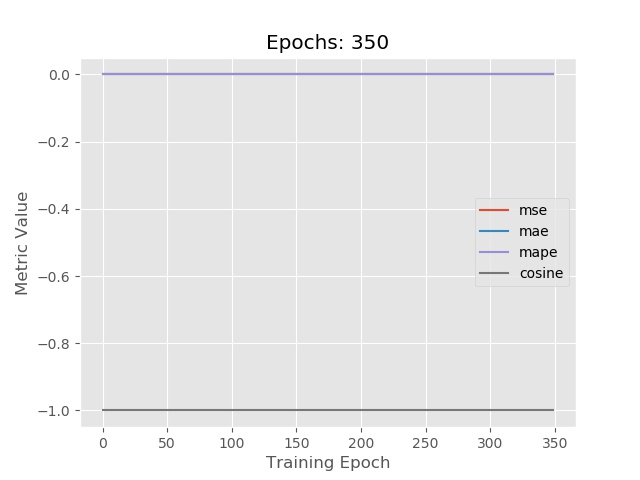 Epochs: 350
0.0
−0.2
−0.4
−0.6
−0.8
−1.0
Metric Value
mse
mae
mape
cosine
0 50 100 150 200 250 300 350
Training Epoch